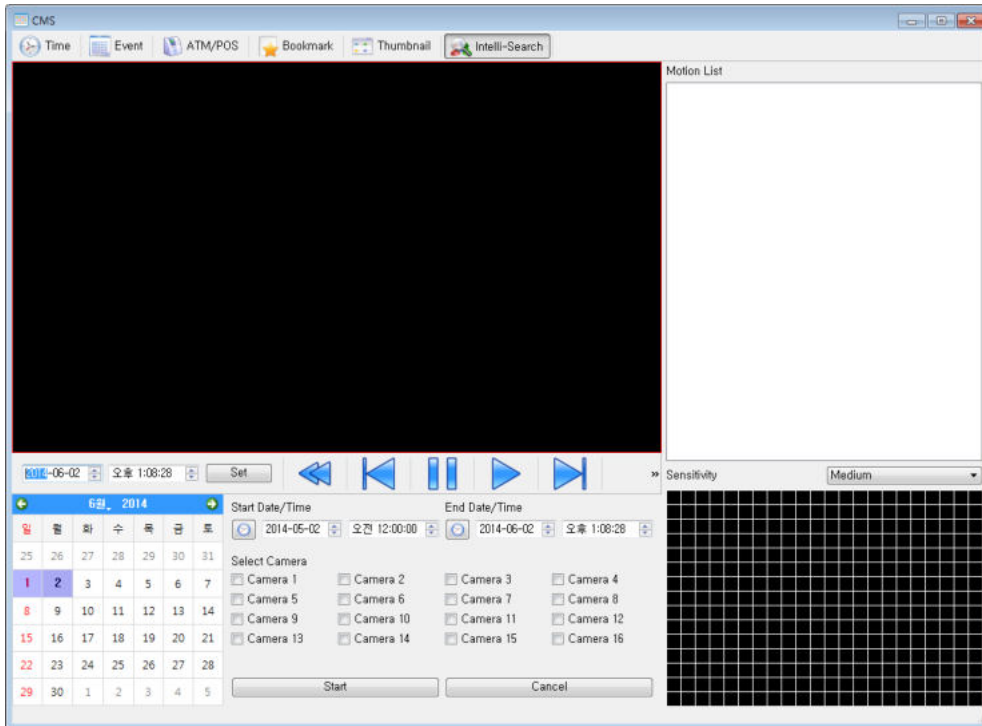 CMS
Time Event ATM/POS Bookmark Thumbnail Intelli-Search
Motion List
2014-06-02 오후 1:08:28 Set » Sensitivity Medium
6월, 2014
일 월 화 수 목 금 토
25 26 27 28 29 30 31
1 2 3 4 5 6 7
8 9 10 11 12 13 14
15 16 17 18 19 20 21
22 23 24 25 26 27 28
29 30 1 2 3 4 5
Start Date/Time End Date/Time
2014-05-02 오전 12:00:00 2014-06-02 오후 1:08:28
Select Camera
Camera 1 Camera 2 Camera 3 Camera 4
Camera 5 Camera 6 Camera 7 Camera 8
Camera 9 Camera 10 Camera 11 Camera 12
Camera 13 Camera 14 Camera 15 Camera 16
Start Cancel